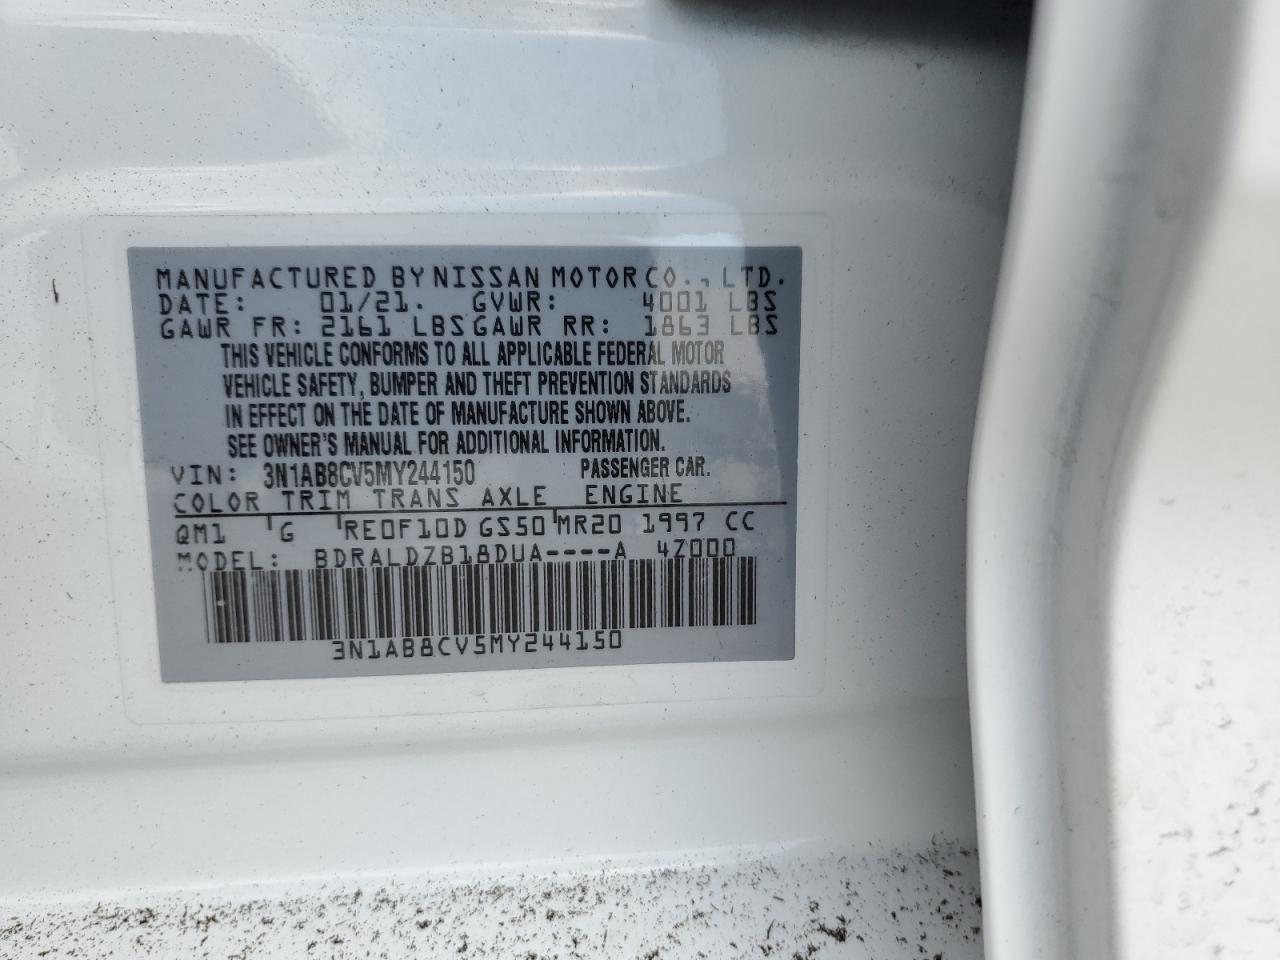 MANUFACTURED BY NISSAN MOTOR CO., LTD.
DATE: 01/21. GVWR: 4001 LBS
GAWR FR: 2161 LBS GAWR RR: 1863 LBS
THIS VEHICLE CONFORMS TO ALL APPLICABLE FEDERAL MOTOR
VEHICLE SAFETY, BUMPER AND THEFT PREVENTION STANDARDS
IN EFFECT ON THE DATE OF MANUFACTURE SHOWN ABOVE.
SEE OWNER'S MANUAL FOR ADDITIONAL INFORMATION.
VIN: 3N1AB8CV5MY244150 PASSENGER CAR.
COLOR TRIM TRANS AXLE ENGINE
QM1 G RE0F10D GS50 MR20 1997 CC
MODEL: BDRALDZB18DUA----A 4Z000
3N1AB8CV5MY244150